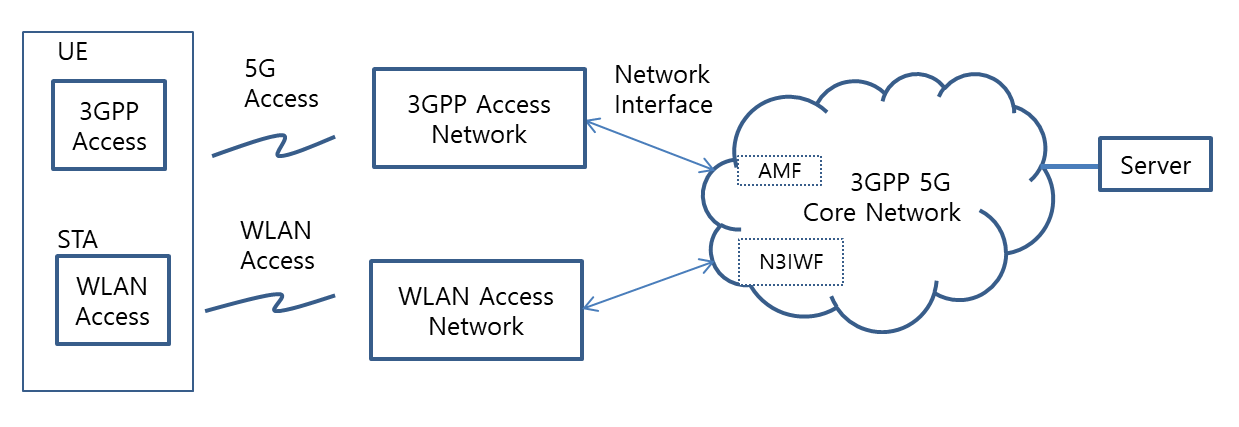 UE
3GPP
Access
5G
Access
3GPP Access
Network
Network
Interface
AMF
3GPP 5G
Core Network
Server
STA
WLAN
Access
WLAN
Access
WLAN Access
Network
N3IWF